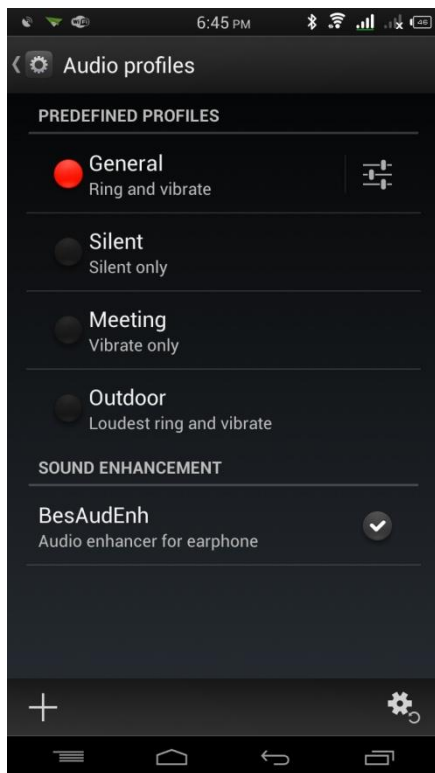 6:45 PM
46
Audio profiles
PREDEFINED PROFILES
General
Ring and vibrate
Silent
Silent only
Meeting
Vibrate only
Outdoor
Loudest ring and vibrate
SOUND ENHANCEMENT
BesAudEnh
Audio enhancer for earphone